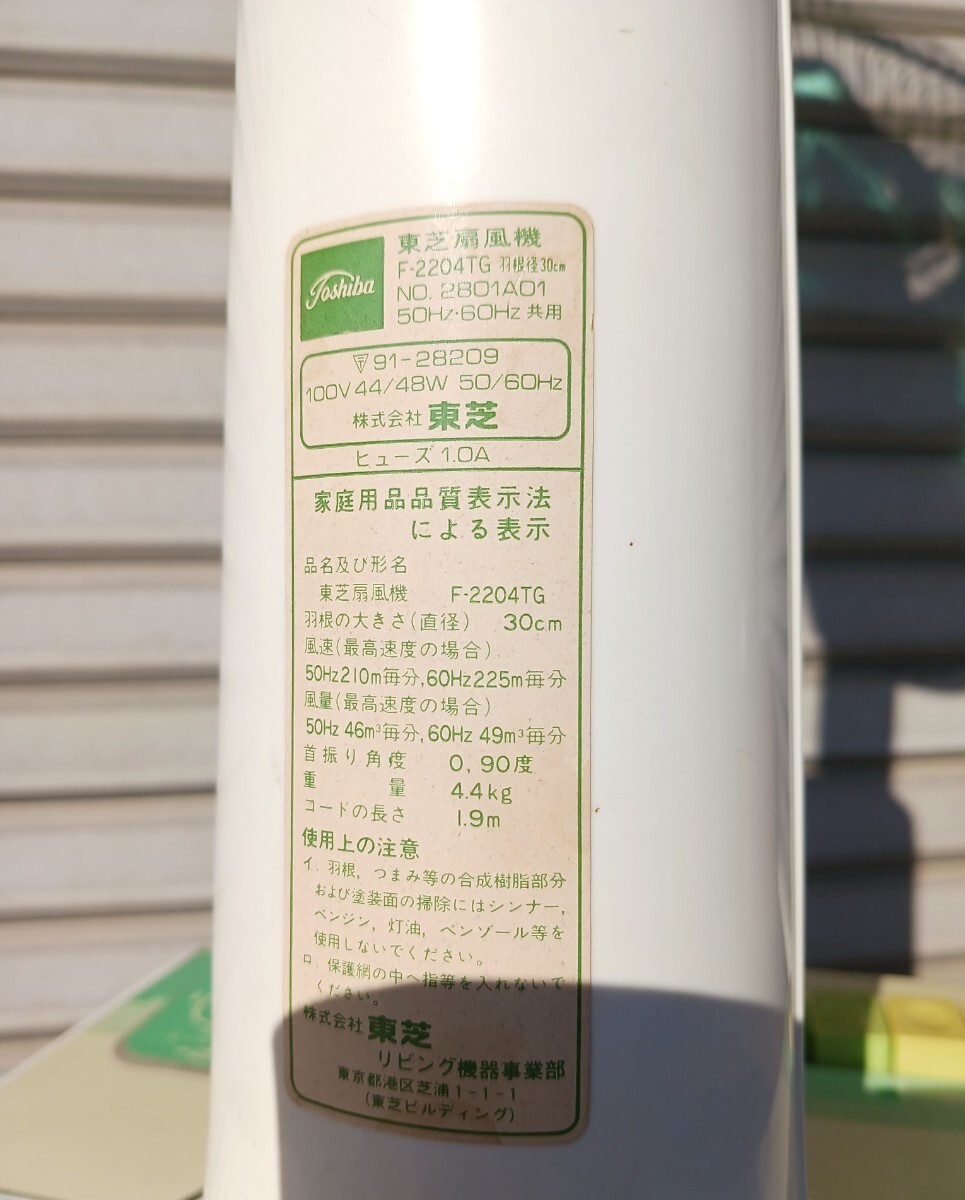 Toshiba
東芝扇風機
F-2204TG 羽根径30cm
NO. 2801A01
50Hz・60Hz 共用
91-28209
100V 44/48W 50/60Hz
株式会社 東芝
ヒューズ 1.0A
家庭用品品質表示法
による表示
品名及び形名
東芝扇風機 F-2204TG
羽根の大きさ(直径) 30cm
風速(最高速度の場合)
50Hz 210m毎分, 60Hz 225m毎分
風量(最高速度の場合)
50Hz 46m³毎分, 60Hz 49m³毎分
首振り角度 0, 90度
重量 4.4kg
コードの長さ 1.9m
使用上の注意
イ. 羽根, つまみ等の合成樹脂部分
および塗装面の掃除にはシンナー,
ベンジン, 灯油, ベンゾール等を
使用しないでください。
ロ. 保護網の中へ指等を入れないで
ください。
株式会社 東芝
リビング機器事業部
東京都港区芝浦1-1-1
(東芝ビルディング)